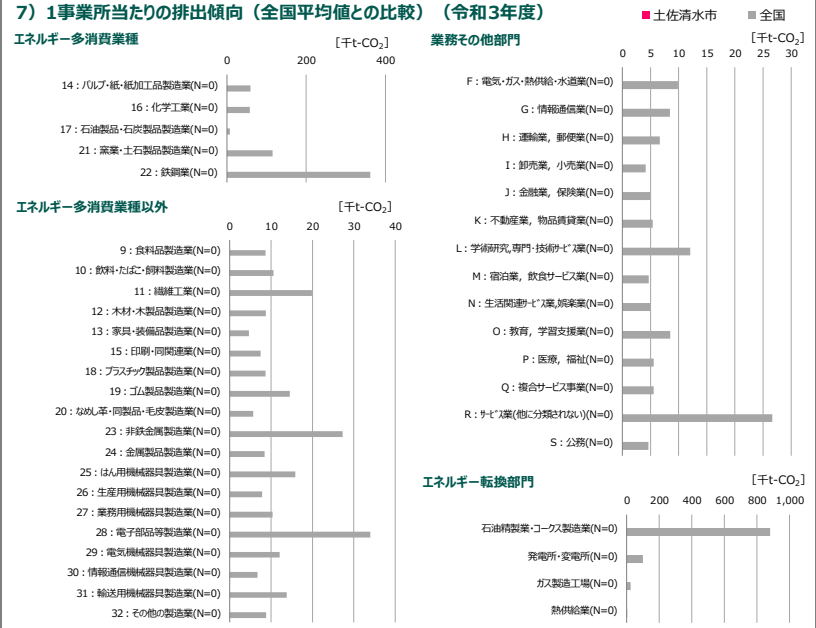 7）1事業所当たりの排出傾向（全国平均値との比較）（令和3年度）
■土佐清水市 ■全国
エネルギー多消費業種
[千t-CO₂]
0 200 400
14：パルプ・紙・紙加工品製造業(N=0)
16：化学工業(N=0)
17：石油製品・石炭製品製造業(N=0)
21：窯業・土石製品製造業(N=0)
22：鉄鋼業(N=0)
エネルギー多消費業種以外
[千t-CO₂]
0 10 20 30 40
9：食料品製造業(N=0)
10：飲料・たばこ・飼料製造業(N=0)
11：繊維工業(N=0)
12：木材・木製品製造業(N=0)
13：家具・装備品製造業(N=0)
15：印刷・同関連業(N=0)
18：プラスチック製品製造業(N=0)
19：ゴム製品製造業(N=0)
20：なめし革・同製品・毛皮製造業(N=0)
23：非鉄金属製造業(N=0)
24：金属製品製造業(N=0)
25：はん用機械器具製造業(N=0)
26：生産用機械器具製造業(N=0)
27：業務用機械器具製造業(N=0)
28：電子部品等製造業(N=0)
29：電気機械器具製造業(N=0)
30：情報通信機械器具製造業(N=0)
31：輸送用機械器具製造業(N=0)
32：その他の製造業(N=0)
業務その他部門
[千t-CO₂]
0 5 10 15 20 25 30
F：電気・ガス・熱供給・水道業(N=0)
G：情報通信業(N=0)
H：運輸業，郵便業(N=0)
I：卸売業，小売業(N=0)
J：金融業，保険業(N=0)
K：不動産業，物品賃貸業(N=0)
L：学術研究,専門・技術ｻｰﾋﾞｽ業(N=0)
M：宿泊業，飲食サービス業(N=0)
N：生活関連ｻｰﾋﾞｽ業,娯楽業(N=0)
O：教育，学習支援業(N=0)
P：医療，福祉(N=0)
Q：複合サービス事業(N=0)
R：ｻｰﾋﾞｽ業(他に分類されない)(N=0)
S：公務(N=0)
エネルギー転換部門
[千t-CO₂]
0 200 400 600 800 1,000
石油精製業・コークス製造業(N=0)
発電所・変電所(N=0)
ガス製造工場(N=0)
熱供給業(N=0)